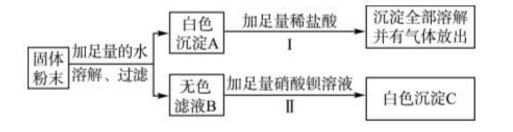 固体
粉末
加足量的水
溶解、过滤
白色
沉淀A
加足量稀盐酸
Ⅰ
沉淀全部溶解
并有气体放出
无色
滤液B
加足量硝酸钡溶液
Ⅱ
白色沉淀C